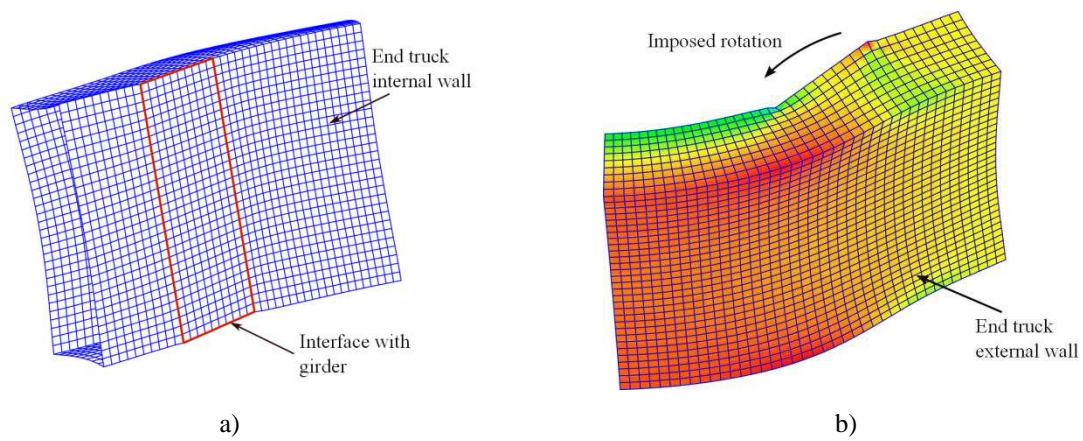 End truck
internal wall
Interface with
girder
a)
Imposed rotation
End truck
external wall
b)